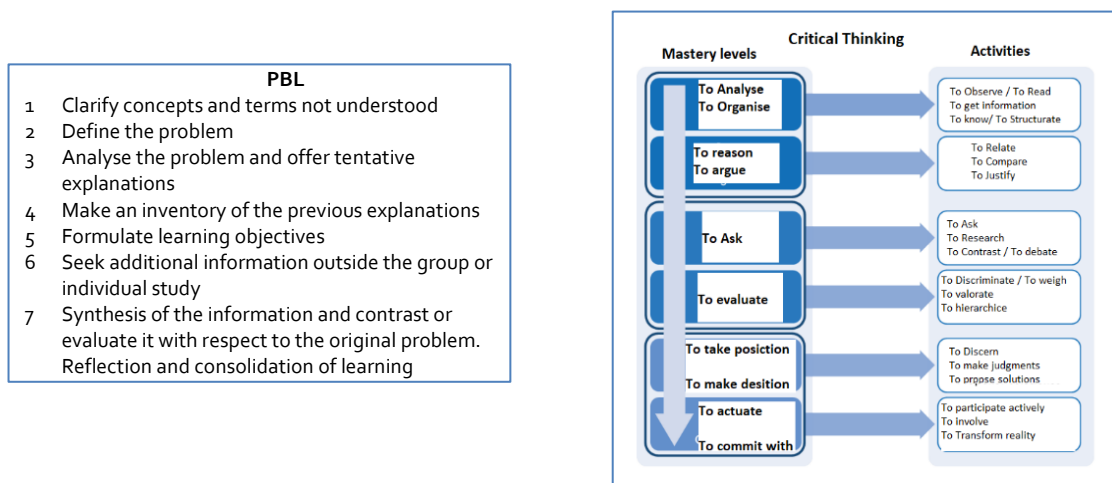 PBL
1 Clarify concepts and terms not understood
2 Define the problem
3 Analyse the problem and offer tentative
explanations
4 Make an inventory of the previous explanations
5 Formulate learning objectives
6 Seek additional information outside the group or
individual study
7 Synthesis of the information and contrast or
evaluate it with respect to the original problem.
Reflection and consolidation of learning
Critical Thinking
Mastery levels
Activities
To Analyse
To Organise
To Observe / To Read
To get information
To know/ To Structurate
To reason
To argue
To Relate
To Compare
To Justify
To Ask
To Ask
To Research
To Contrast / To debate
To evaluate
To Discriminate / To weigh
To valorate
To hierarchice
To take posiction
To make desition
To Discern
To make judgments
To propse solutions
To actuate
To commit with
To participate actively
To involve
To Transform reality